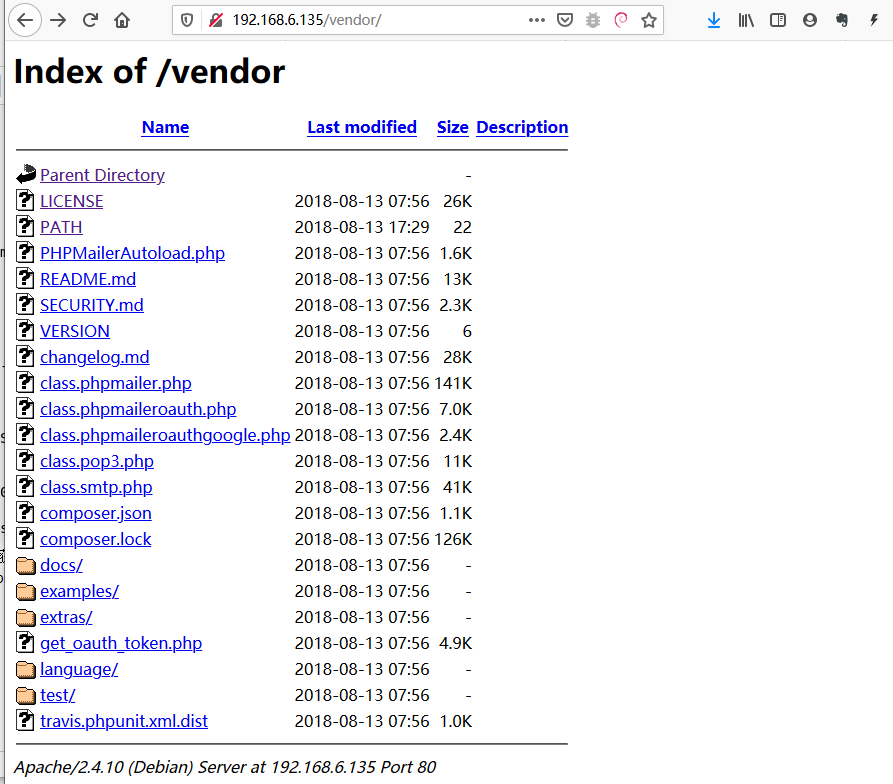 192.168.6.135/vendor/
Index of /vendor
Name Last modified Size Description
Parent Directory -
LICENSE 2018-08-13 07:56 26K
PATH 2018-08-13 17:29 22
PHPMailerAutoload.php 2018-08-13 07:56 1.6K
README.md 2018-08-13 07:56 13K
SECURITY.md 2018-08-13 07:56 2.3K
VERSION 2018-08-13 07:56 6
changelog.md 2018-08-13 07:56 28K
class.phpmailer.php 2018-08-13 07:56 141K
class.phpmaileroauth.php 2018-08-13 07:56 7.0K
class.phpmaileroauthgoogle.php 2018-08-13 07:56 2.4K
class.pop3.php 2018-08-13 07:56 11K
class.smtp.php 2018-08-13 07:56 41K
composer.json 2018-08-13 07:56 1.1K
composer.lock 2018-08-13 07:56 126K
docs/ 2018-08-13 07:56 -
examples/ 2018-08-13 07:56 -
extras/ 2018-08-13 07:56 -
get_oauth_token.php 2018-08-13 07:56 4.9K
language/ 2018-08-13 07:56 -
test/ 2018-08-13 07:56 -
travis.phpunit.xml.dist 2018-08-13 07:56 1.0K
Apache/2.4.10 (Debian) Server at 192.168.6.135 Port 80